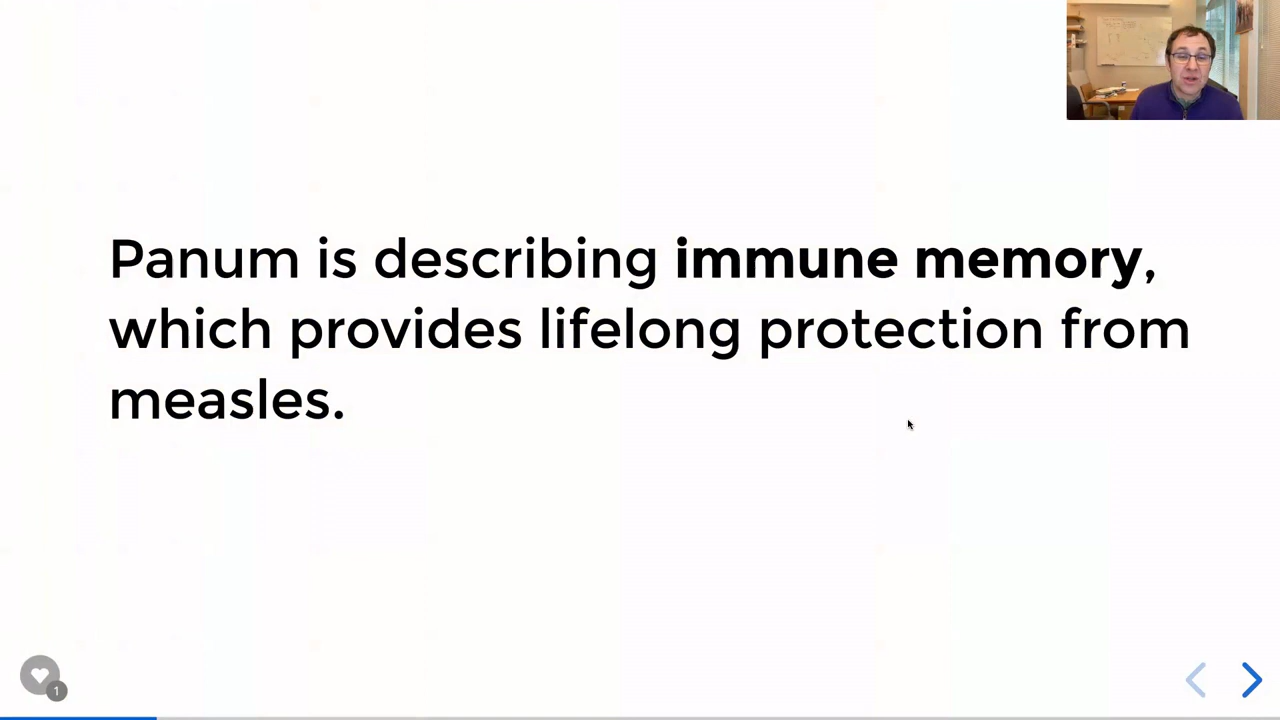 Panum is describing immune memory,
which provides lifelong protection from
measles.
1